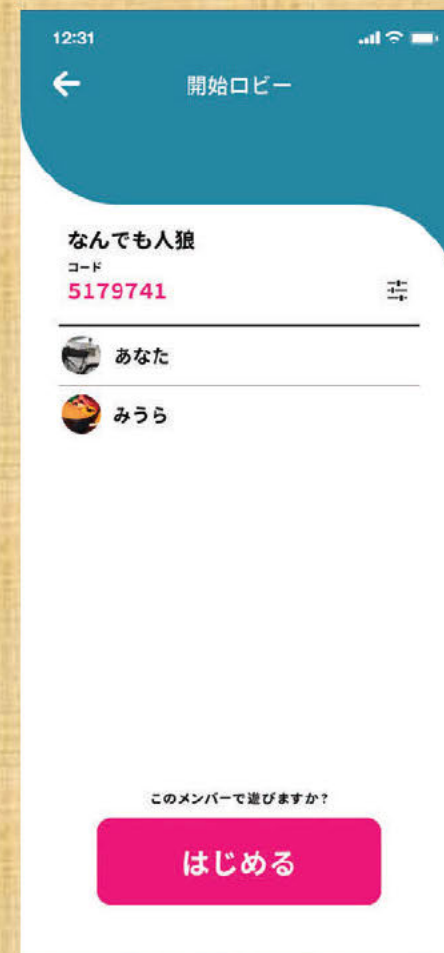 12:31
開始ロビー
なんでも人狼
コード
5179741
あなた
みうら
このメンバーで遊びますか?
はじめる